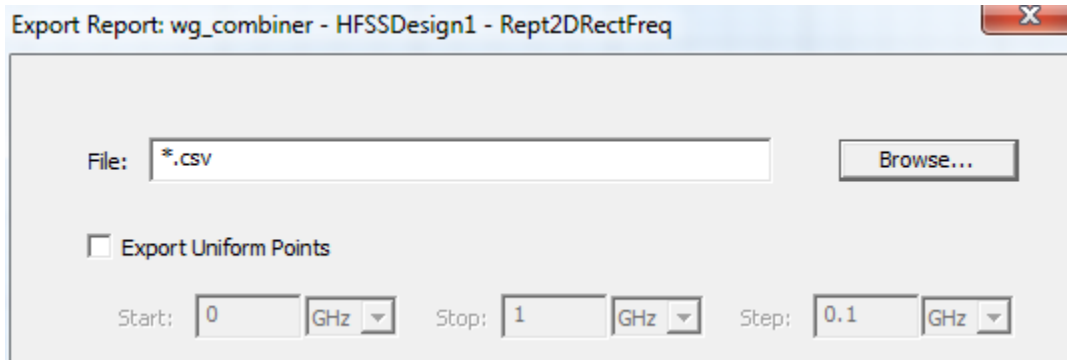 Export Report: wg_combiner - HFSSDesign1 - Rept2DRectFreq
File: *.csv Browse...
Export Uniform Points
Start: 0 GHz Stop: 1 GHz Step: 0.1 GHz